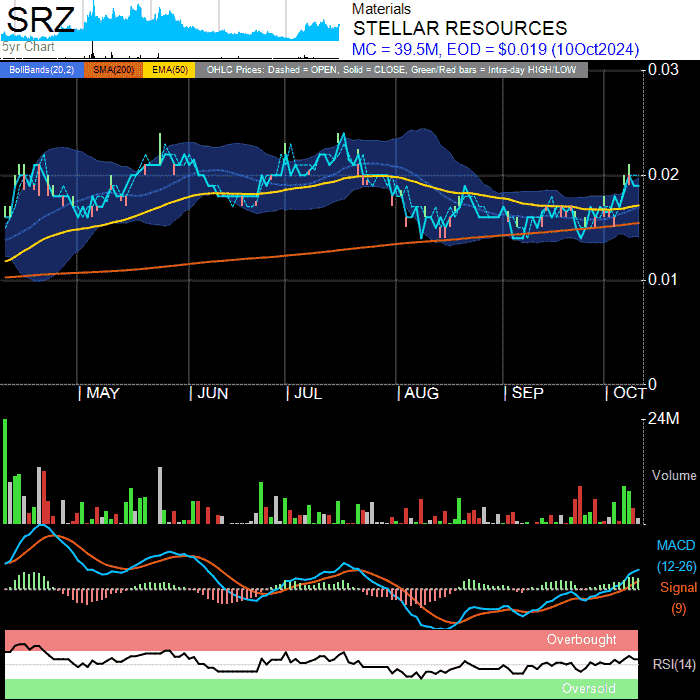 SRZ
5yr Chart
Materials
STELLAR RESOURCES
MC = 39.5M, EOD = $0.019 (10Oct2024)
BollBands(20,2) SMA(200) EMA(50) OHLC Prices: Dashed = OPEN, Solid = CLOSE, Green/Red bars = Intra-day HIGH/LOW
0.03
0.02
0.01
0
| MAY | JUN | JUL | AUG | SEP | OCT
24M
Volume
MACD
(12-26)
Signal
(9)
Overbought
RSI(14)
Oversold